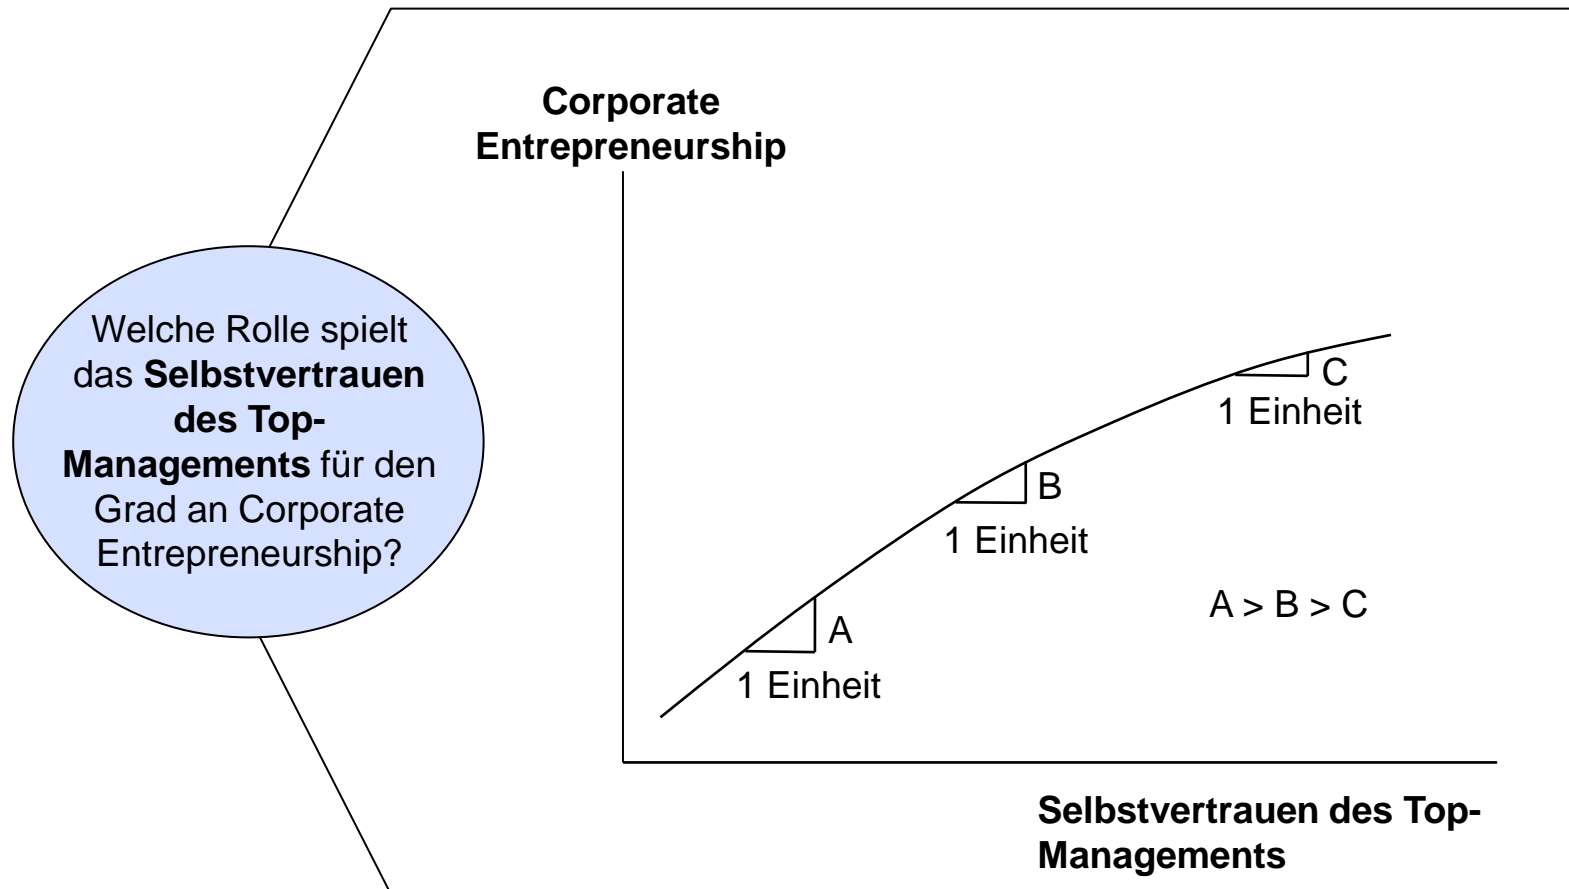 Corporate
Entrepreneurship
Welche Rolle spielt
das Selbstvertrauen
des Top-
Managements für den
Grad an Corporate
Entrepreneurship?
C
1 Einheit
B
1 Einheit
A > B > C
A
1 Einheit
Selbstvertrauen des Top-
Managements